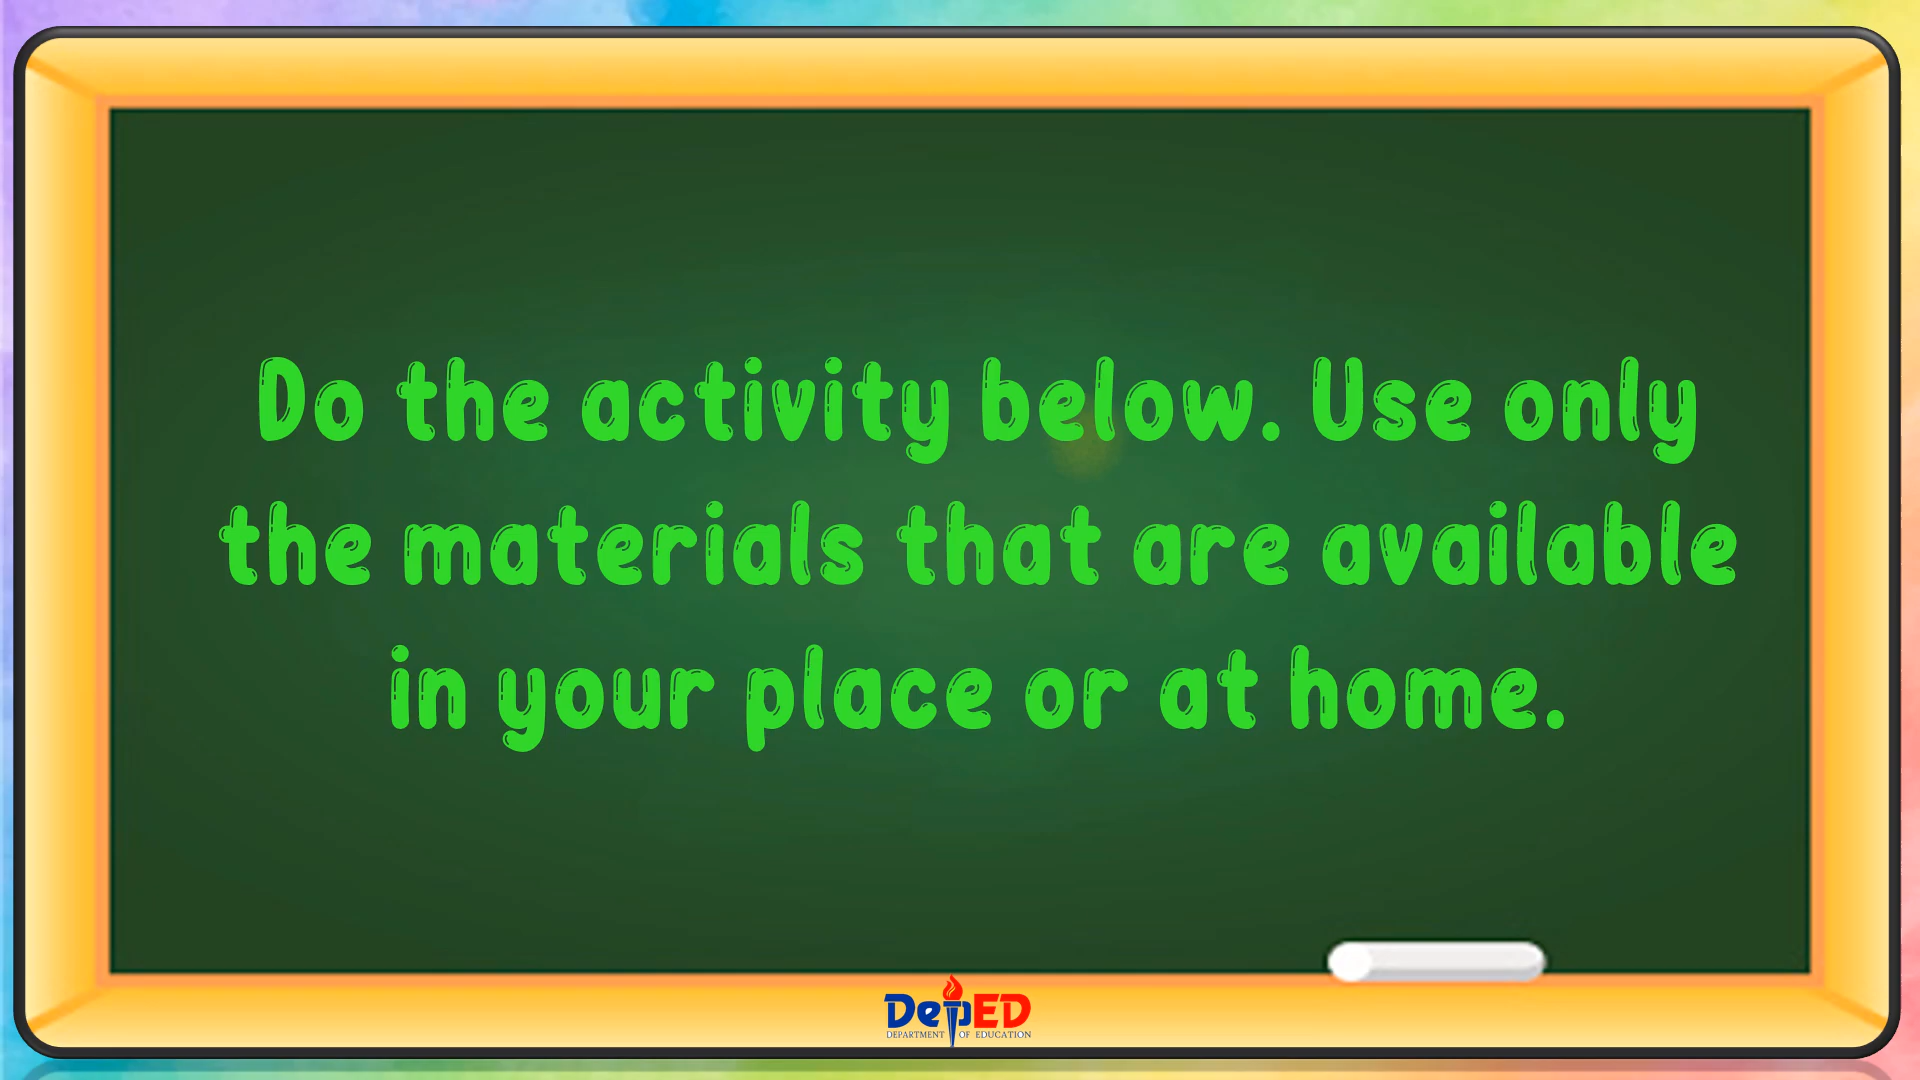 Do the activity below. Use only
the materials that are available
in your place or at home.
DepED
DEPARTMENT OF EDUCATION